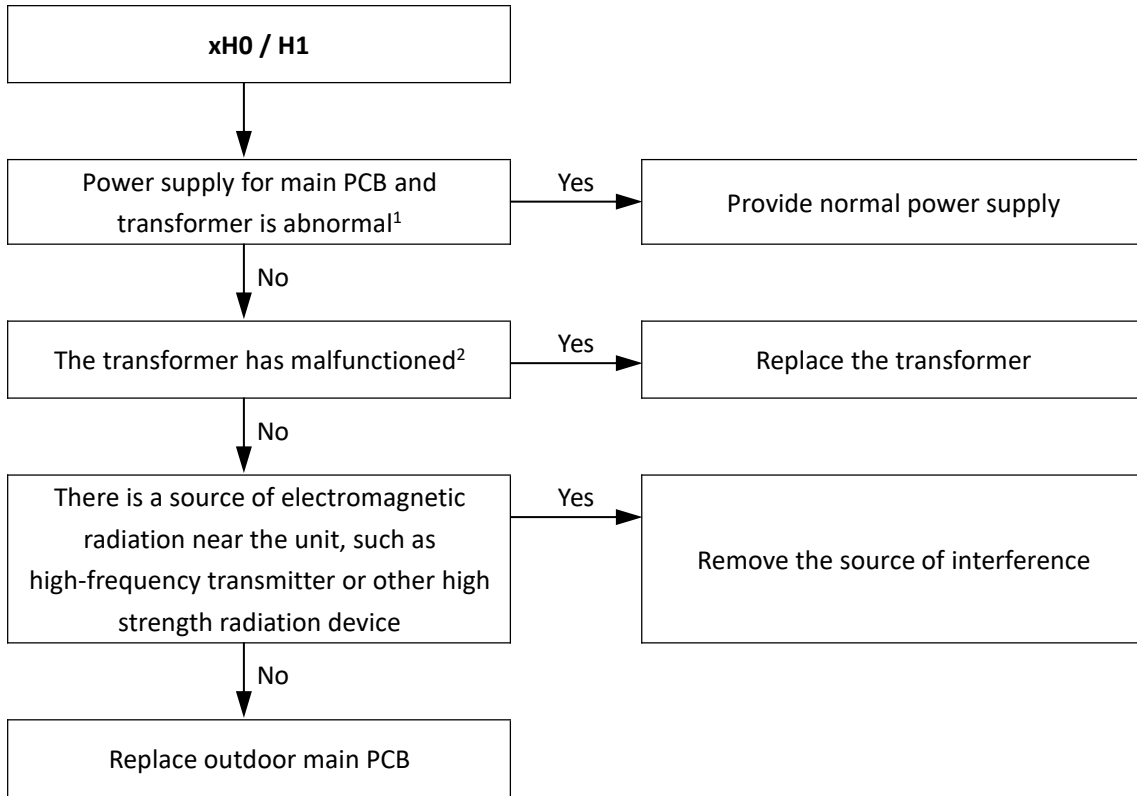 xH0 / H1
Power supply for main PCB and
transformer is abnormal¹
Yes
Provide normal power supply
No
The transformer has malfunctioned²
Yes
Replace the transformer
No
There is a source of electromagnetic
radiation near the unit, such as
high-frequency transmitter or other high
strength radiation device
Yes
Remove the source of interference
No
Replace outdoor main PCB